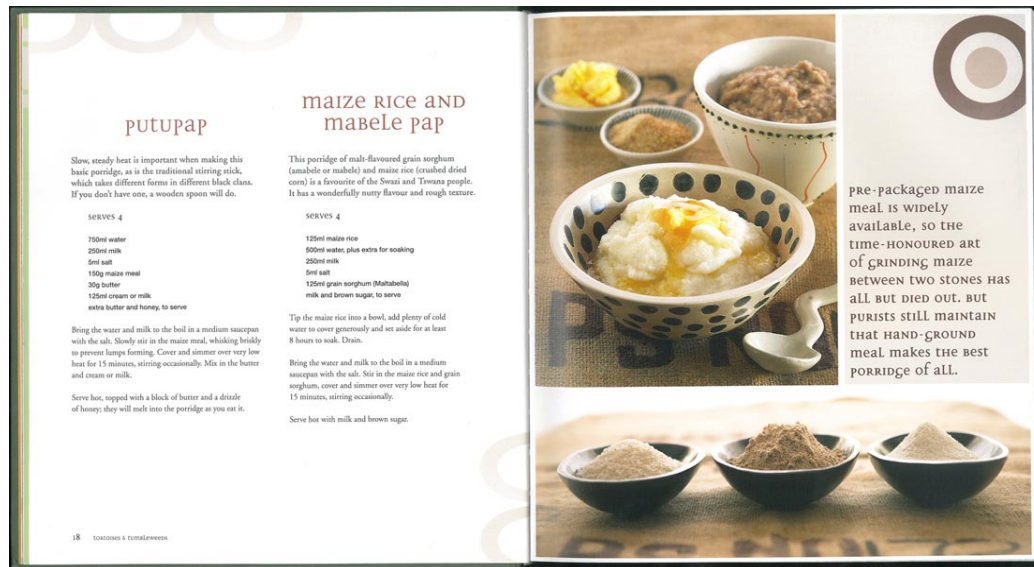 putupap
Slow, steady heat is important when making this
basic porridge, as is the traditional stirring stick,
which takes different forms in different black clans.
If you don't have one, a wooden spoon will do.
serves 4
750ml water
250ml milk
5ml salt
150g maize meal
30g butter
125ml cream or milk
extra butter and honey, to serve
Bring the water and milk to the boil in a medium saucepan
with the salt. Slowly stir in the maize meal, whisking briskly
to prevent lumps forming. Cover and simmer over very low
heat for 15 minutes, stirring occasionally. Mix in the butter
and cream or milk.
Serve hot, topped with a block of butter and a drizzle
of honey; they will melt into the porridge as you eat it.
maize rice and
mabele pap
This porridge of malt-flavoured grain sorghum
(amabele or mabele) and maize rice (crushed dried
corn) is a favourite of the Swazi and Tswana people.
It has a wonderfully nutty flavour and rough texture.
serves 4
125ml maize rice
500ml water, plus extra for soaking
250ml milk
5ml salt
125ml grain sorghum (Maltabella)
milk and brown sugar, to serve
Tip the maize rice into a bowl, add plenty of cold
water to cover generously and set aside for at least
8 hours to soak. Drain.
Bring the water and milk to the boil in a medium
saucepan with the salt. Stir in the maize rice and grain
sorghum, cover and simmer over very low heat for
15 minutes, stirring occasionally.
Serve hot with milk and brown sugar.
18 tortoises & tumbleweeds
pre-packaged maize
meal is widely
available, so the
time-honoured art
of grinding maize
between two stones has
all but died out. but
purists still maintain
that hand-ground
meal makes the best
porridge of all.